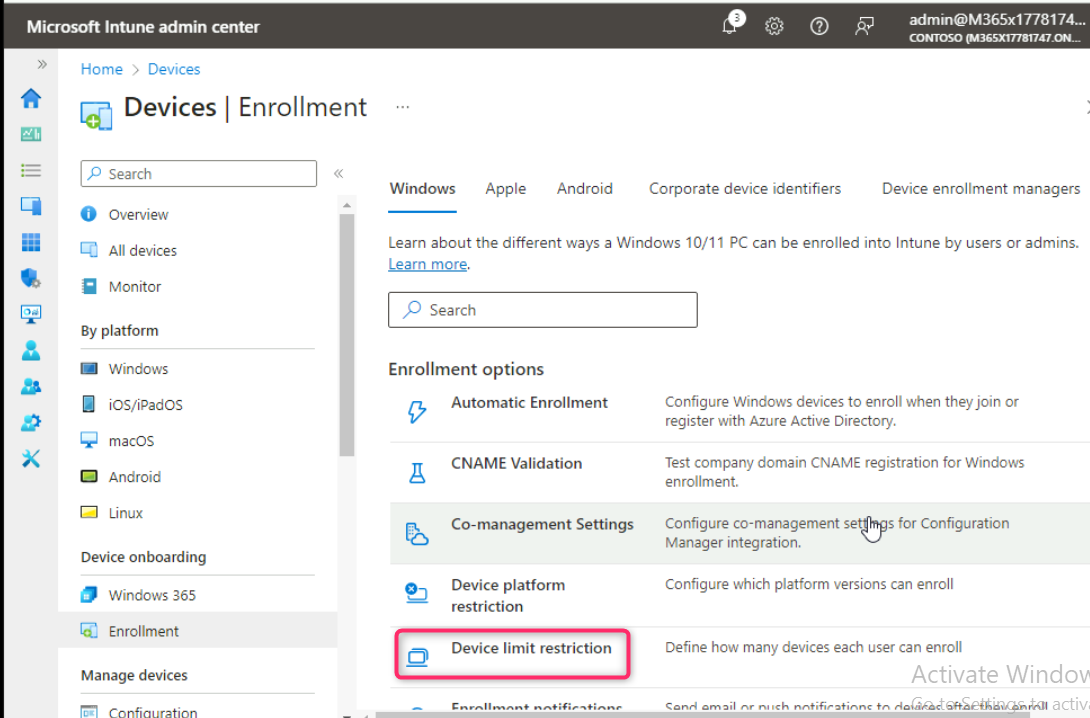 Microsoft Intune admin center
3
admin@M365x1778174...
CONTOSO (M365X17781747.ON...
Home > Devices
Devices | Enrollment ...
Search
Overview
All devices
Monitor
By platform
Windows
iOS/iPadOS
macOS
Android
Linux
Device onboarding
Windows 365
Enrollment
Manage devices
Configuration
Windows Apple Android Corporate device identifiers Device enrollment managers
Learn about the different ways a Windows 10/11 PC can be enrolled into Intune by users or admins.
Learn more.
Search
Enrollment options
Automatic Enrollment
Configure Windows devices to enroll when they join or
register with Azure Active Directory.
CNAME Validation
Test company domain CNAME registration for Windows
enrollment.
Co-management Settings
Configure co-management settings for Configuration
Manager integration.
Device platform
restriction
Configure which platform versions can enroll
Device limit restriction
Define how many devices each user can enroll
Enrollment notifications
Send email or push notifications to devices after they enroll
Activate Window
Go to Settings to activ